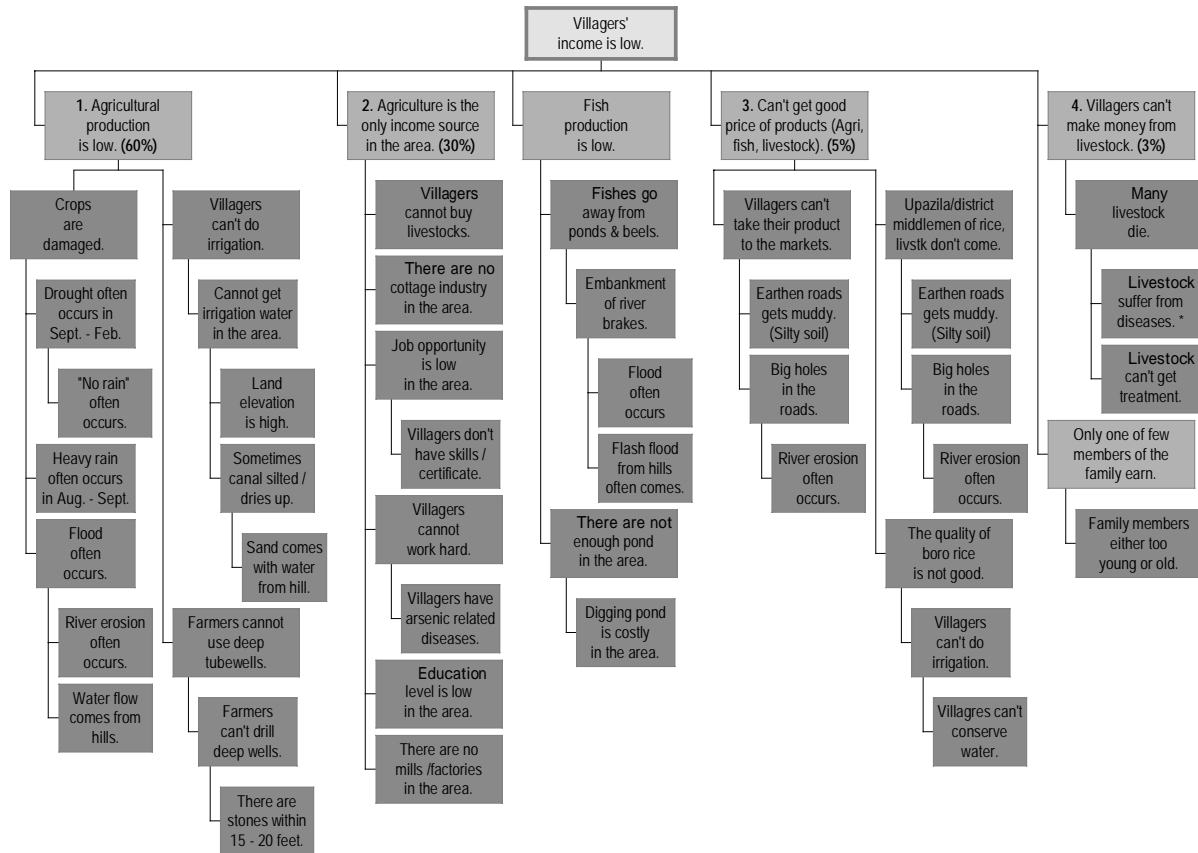 Villagers'
income is low.
1. Agricultural
production
is low. (60%)
2. Agriculture is the
only income source
in the area. (30%)
Fish
production
is low.
3. Can't get good
price of products (Agri,
fish, livestock). (5%)
4. Villagers can't
make money from
livestock. (3%)
Crops
are
damaged.
Drought often
occurs in
Sept. - Feb.
"No rain"
often
occurs.
Heavy rain
often occurs
in Aug. - Sept.
Flood
often
occurs.
River erosion
often
occurs.
Water flow
comes from
hills.
Villagers
can't do
irrigation.
Cannot get
irrigation water
in the area.
Land
elevation
is high.
Sometimes
canal silted /
dries up.
Sand comes
with water
from hill.
Farmers cannot
use deep
tubewells.
Farmers
can't drill
deep wells.
There are
stones within
15 - 20 feet.
Villagers
cannot buy
livestocks.
There are no
cottage industry
in the area.
Job opportunity
is low
in the area.
Villagers don't
have skills /
certificate.
Villagers
cannot
work hard.
Villagers have
arsenic related
diseases.
Education
level is low
in the area.
There are no
mills /factories
in the area.
Fishes go
away from
ponds & beels.
Embankment
of river
brakes.
Flood
often
occurs
Flash flood
from hills
often comes.
There are not
enough pond
in the area.
Digging pond
is costly
in the area.
Villagers can't
take their product
to the markets.
Earthen roads
gets muddy.
(Silty soil)
Big holes
in the
roads.
River erosion
often
occurs.
Upazila/district
middlemen of rice,
livstk don't come.
Earthen roads
gets muddy.
(Silty soil)
Big holes
in the
roads.
River erosion
often
occurs.
The quality of
boro rice
is not good.
Villagers
can't do
irrigation.
Villagres can't
conserve
water.
Many
livestock
die.
Livestock
suffer from
diseases. *
Livestock
can't get
treatment.
Only one of few
members of the
family earn.
Family members
either too
young or old.